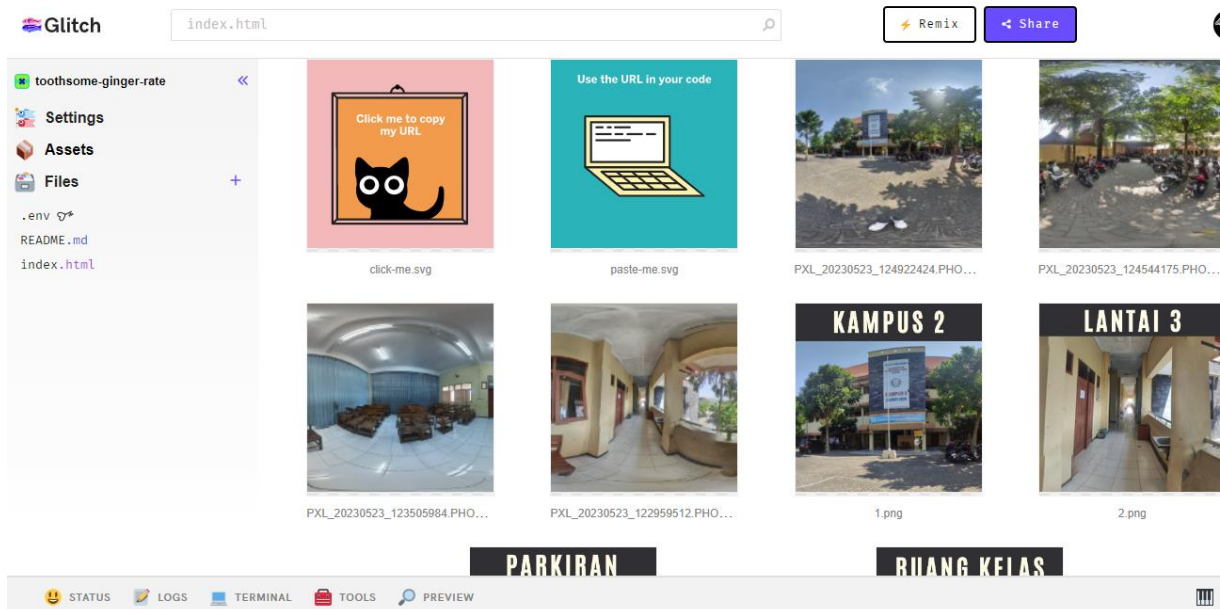 Glitch
index.html
Remix
Share
toothsome-ginger-rate
Settings
Assets
Files
.env
README.md
index.html
Click me to copy
my URL
click-me.svg
Use the URL in your code
paste-me.svg
PXL_20230523_124922424.PHO...
PXL_20230523_124544175.PHO...
PXL_20230523_123505984.PHO...
PXL_20230523_122959512.PHO...
KAMPUS 2
1.png
LANTAI 3
2.png
PARKIRAN
RUANG KELAS
STATUS
LOGS
TERMINAL
TOOLS
PREVIEW